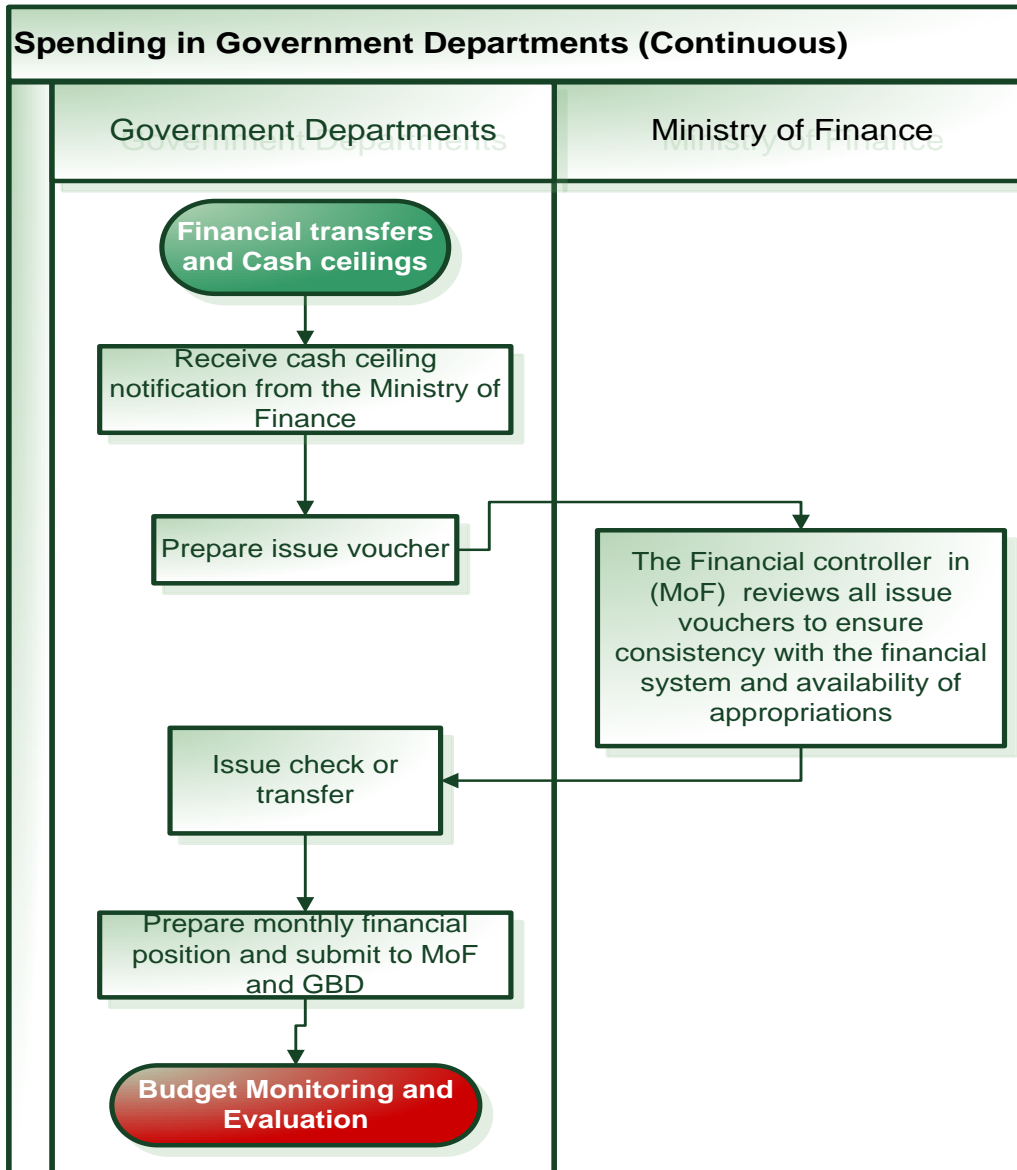 Spending in Government Departments (Continuous)
Government Departments
Ministry of Finance
Financial transfers
and Cash ceilings
Receive cash ceiling
notification from the Ministry of
Finance
Prepare issue voucher
The Financial controller in
(MoF) reviews all issue
vouchers to ensure
consistency with the financial
system and availability of
appropriations
Issue check or
transfer
Prepare monthly financial
position and submit to MoF
and GBD
Budget Monitoring and
Evaluation